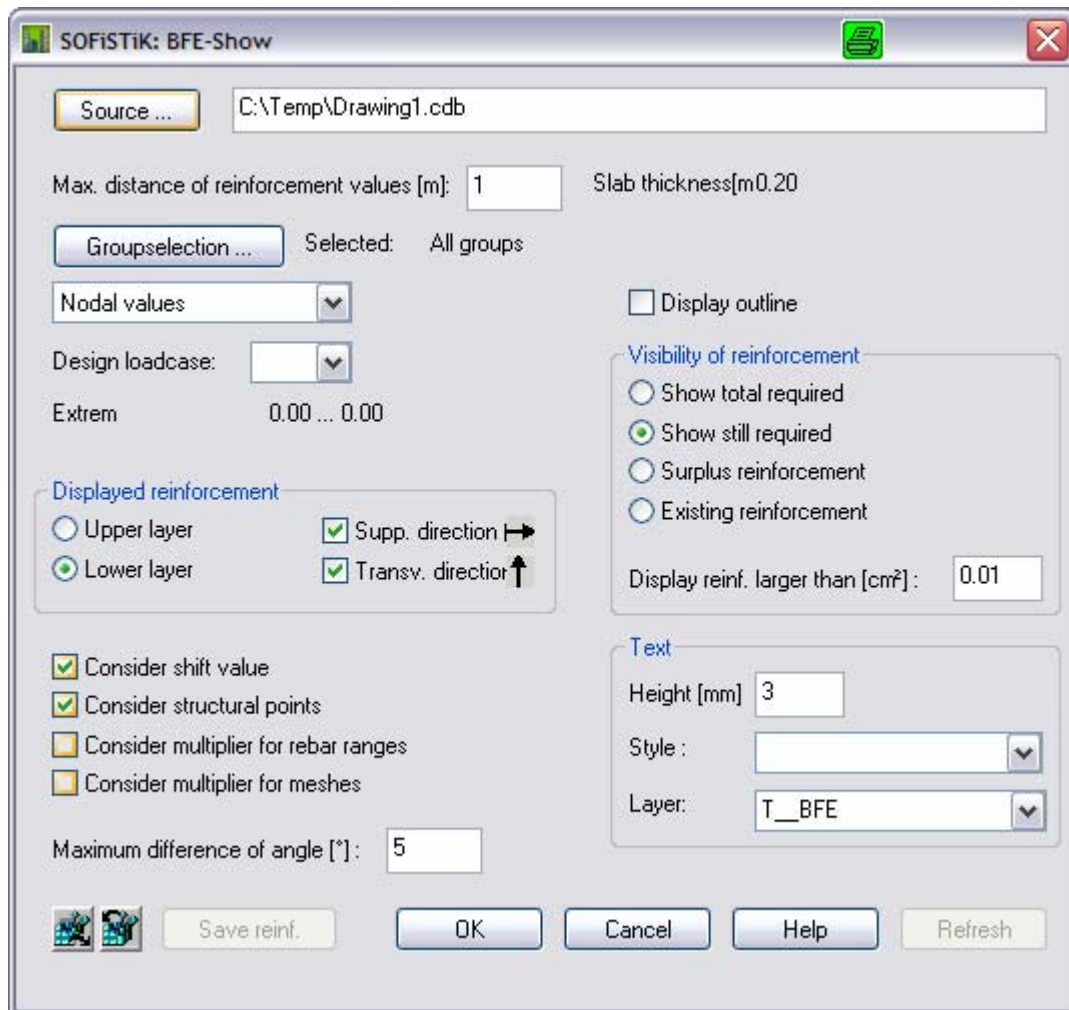 SOFiSTiK: BFE-Show
Source ... C:\Temp\Drawing1.cdb
Max. distance of reinforcement values [m]: 1 Slab thickness[m0.20
Groupselection ... Selected: All groups
Nodal values
Display outline
Design loadcase:
Extrem 0.00 ... 0.00
Visibility of reinforcement
Show total required
Show still required
Surplus reinforcement
Existing reinforcement
Display reinf. larger than [cm²] : 0.01
Displayed reinforcement
Upper layer Supp. direction
Lower layer Transv. direction
Consider shift value
Consider structural points
Consider multiplier for rebar ranges
Consider multiplier for meshes
Text
Height [mm] 3
Style :
Layer: T__BFE
Maximum difference of angle [°] : 5
Save reinf. OK Cancel Help Refresh